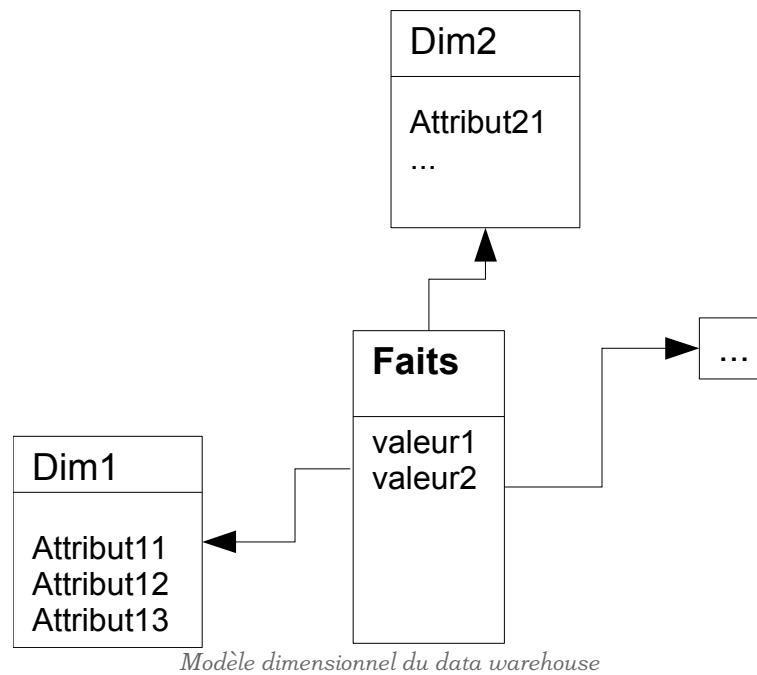 Dim2
Attribut21
...
Faits
valeur1
valeur2
...
Dim1
Attribut11
Attribut12
Attribut13
Modèle dimensionnel du data warehouse